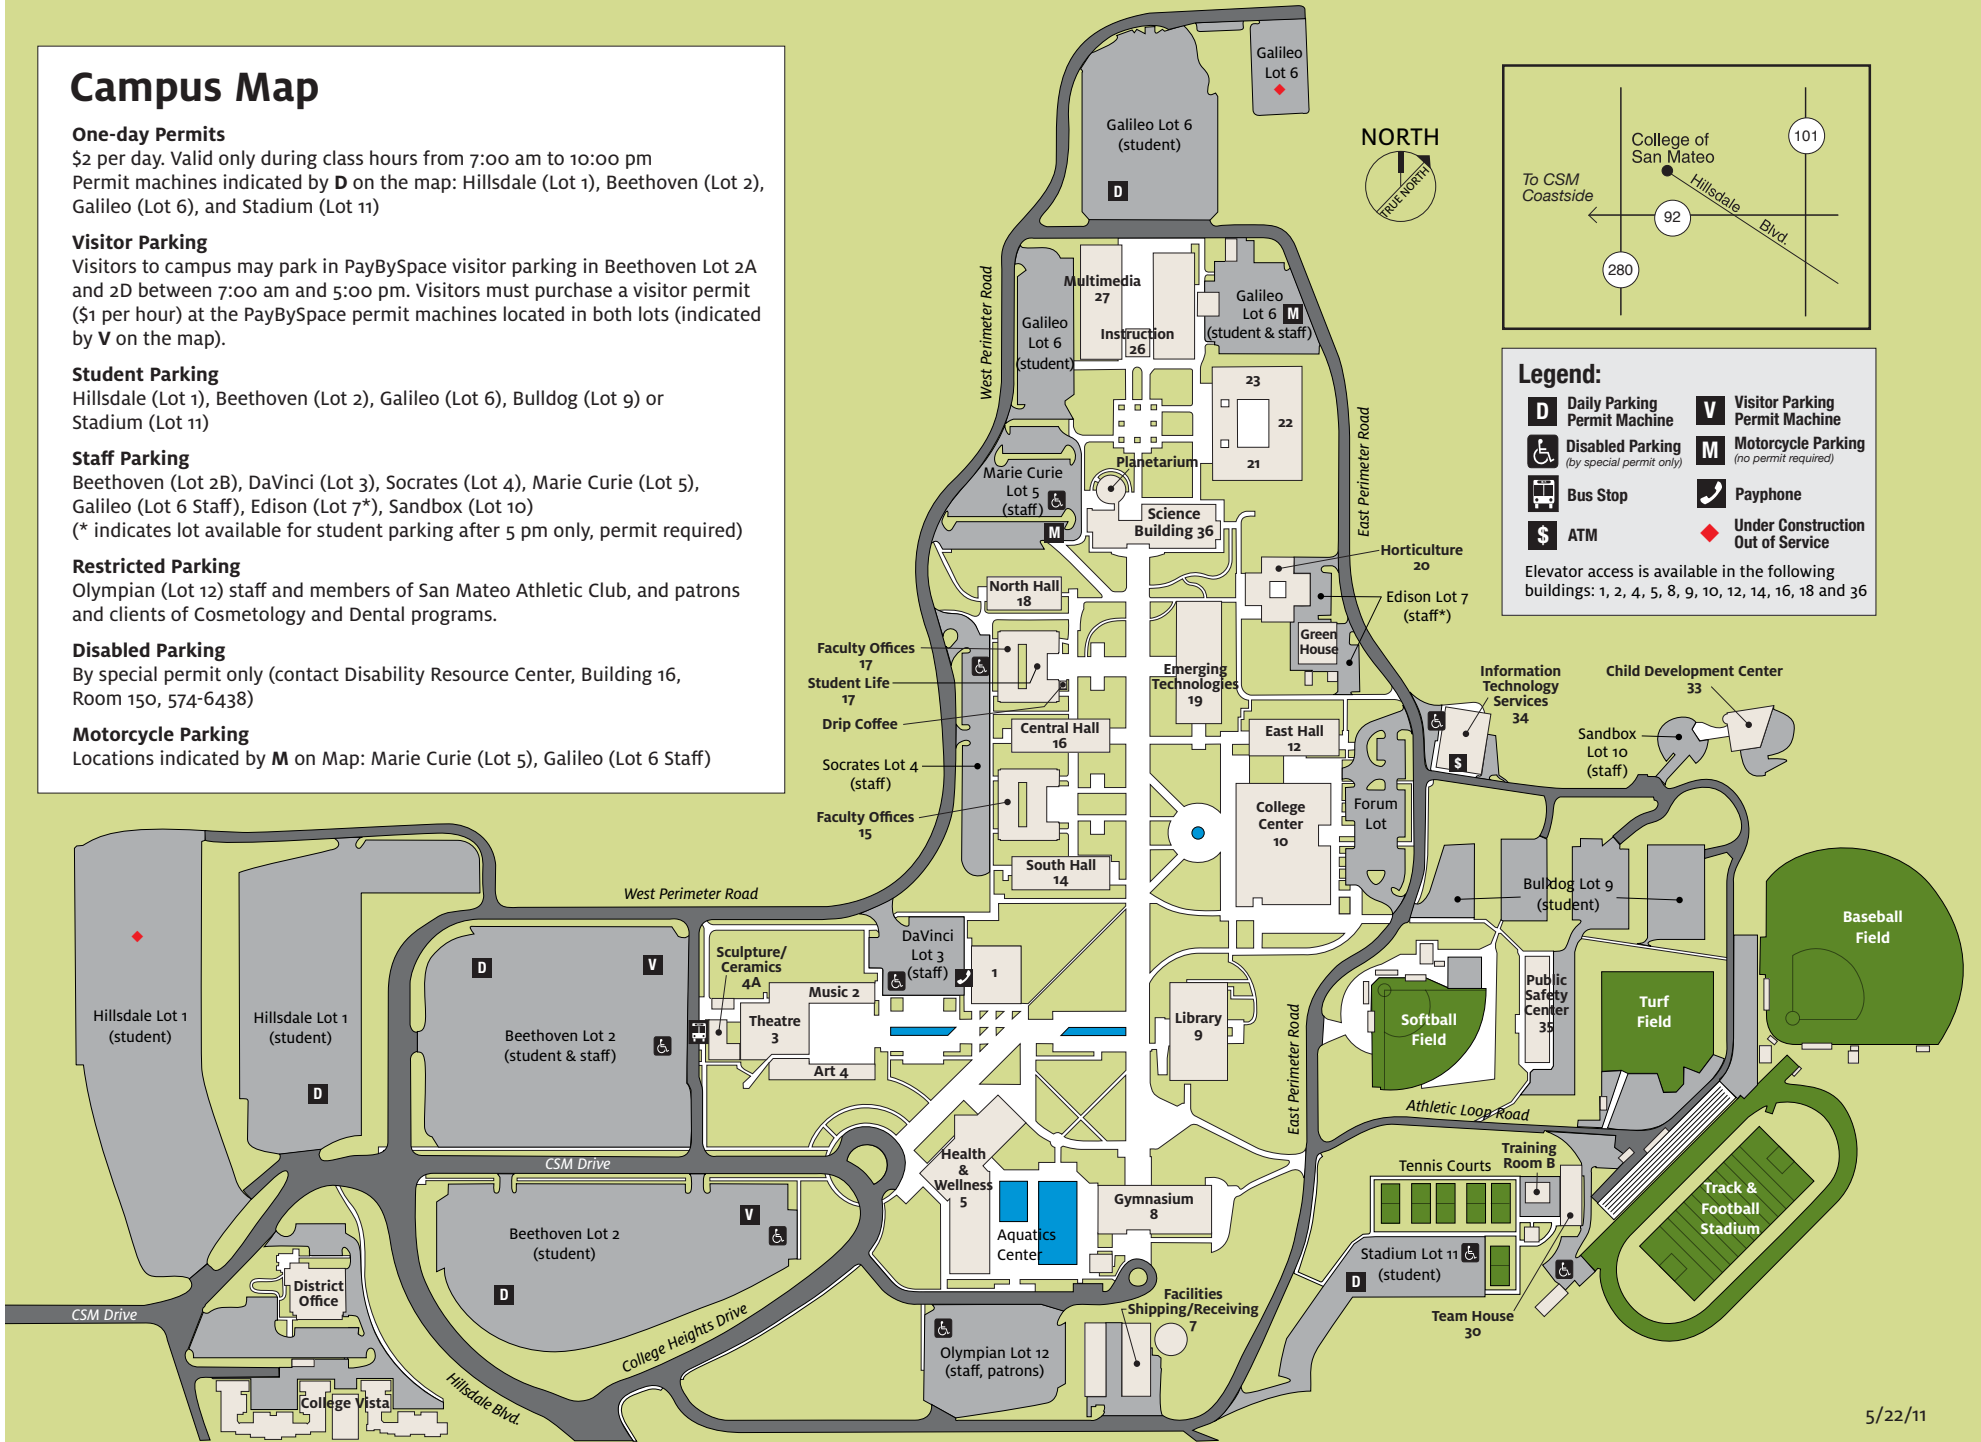 Campus Map
One-day Permits
$2 per day. Valid only during class hours from 7:00 am to 10:00 pm
Permit machines indicated by D on the map: Hillsdale (Lot 1), Beethoven (Lot 2),
Galileo (Lot 6), and Stadium (Lot 11)
Visitor Parking
Visitors to campus may park in PayBySpace visitor parking in Beethoven Lot 2A
and 2D between 7:00 am and 5:00 pm. Visitors must purchase a visitor permit
($1 per hour) at the PayBySpace permit machines located in both lots (indicated
by V on the map).
Student Parking
Hillsdale (Lot 1), Beethoven (Lot 2), Galileo (Lot 6), Bulldog (Lot 9) or
Stadium (Lot 11)
Staff Parking
Beethoven (Lot 2B), DaVinci (Lot 3), Socrates (Lot 4), Marie Curie (Lot 5),
Galileo (Lot 6 Staff), Edison (Lot 7*), Sandbox (Lot 10)
(* indicates lot available for student parking after 5 pm only, permit required)
Restricted Parking
Olympian (Lot 12) staff and members of San Mateo Athletic Club, and patrons
and clients of Cosmetology and Dental programs.
Disabled Parking
By special permit only (contact Disability Resource Center, Building 16,
Room 150, 574-6438)
Motorcycle Parking
Locations indicated by M on Map: Marie Curie (Lot 5), Galileo (Lot 6 Staff)
Galileo
Lot 6
Galileo Lot 6
(student)
D
NORTH
TRUE NORTH
College of
San Mateo
101
To CSM
Coastside
Hillsdale
Blvd.
92
280
Legend:
D
Daily Parking
Permit Machine
V
Visitor Parking
Permit Machine
Disabled Parking
(by special permit only)
M
Motorcycle Parking
(no permit required)
Bus Stop
Payphone
$
ATM
Under Construction
Out of Service
Elevator access is available in the following
buildings: 1, 2, 4, 5, 8, 9, 10, 12, 14, 16, 18 and 36
West Perimeter Road
Multimedia
27
Galileo
Lot 6
(student)
Instruction
26
Galileo
Lot 6
M
(student & staff)
23
22
21
East Perimeter Road
Planetarium
Marie Curie
Lot 5
(staff)
M
Science
Building 36
Horticulture
20
Edison Lot 7
(staff*)
Green
House
North Hall
18
Faculty Offices
17
Student Life
17
Drip Coffee
Emerging
Technologies
19
Information
Technology
Services
34
$
Child Development Center
33
Sandbox
Lot 10
(staff)
Central Hall
16
East Hall
12
Socrates Lot 4
(staff)
Faculty Offices
15
College
Center
10
Forum
Lot
South Hall
14
West Perimeter Road
Bulldog Lot 9
(student)
Baseball
Field
DaVinci
Lot 3
(staff)
1
Sculpture/
Ceramics
4A
Music 2
Theatre
3
Art 4
Library
9
Softball
Field
Public
Safety
Center
35
Turf
Field
Hillsdale Lot 1
(student)
Hillsdale Lot 1
(student)
D
D
V
Beethoven Lot 2
(student & staff)
East Perimeter Road
Athletic Loop Road
CSM Drive
Health
&
Wellness
5
Aquatics
Center
Gymnasium
8
Tennis Courts
Training
Room B
Track &
Football
Stadium
V
Beethoven Lot 2
(student)
D
Stadium Lot 11
(student)
D
Team House
30
District
Office
CSM Drive
College Heights Drive
Hillsdale Blvd.
College Vista
Facilities
Shipping/Receiving
7
Olympian Lot 12
(staff, patrons)
5/22/11